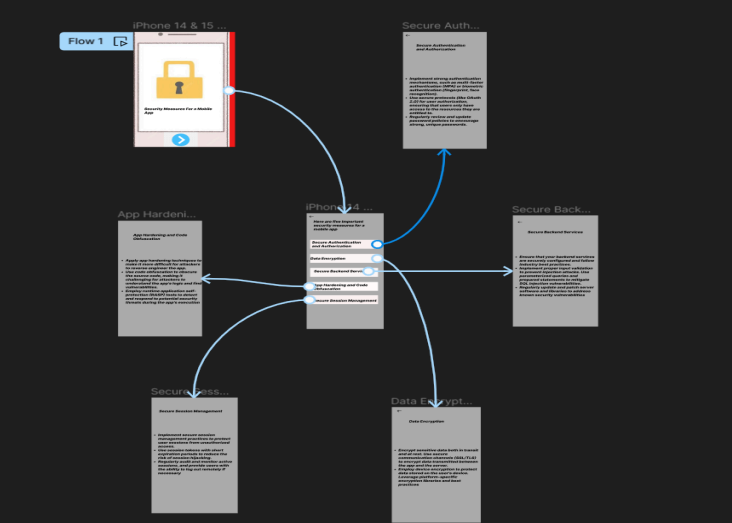 iPhone 14 & 15 ...
Flow 1
Security Measures For a Mobile
App
Secure Auth...
Secure Authentication
and Authorization
Implement strong authentication
mechanisms, such as multi-factor
authentication (MFA) or biometric
authentication (fingerprint, face
recognition).
Use secure protocols (like OAuth
2.0) for user authorization,
ensuring that users only have
access to the resources they are
entitled to.
Regularly review and update
password policies to encourage
strong, unique passwords.
iPhone 14 ...
Here are five important
security measures for a
mobile app
Secure Authentication
and Authorization
Data Encryption
Secure Backend Services
App Hardening and Code
Obfuscation
Secure Session Management
App Hardeni...
App Hardening and Code
Obfuscation
Apply app hardening techniques to
make it more difficult for attackers
to reverse engineer the app.
Use code obfuscation to obscure
the source code, making it
challenging for attackers to
understand the app's logic and find
vulnerabilities.
Employ runtime application self-
protection (RASP) tools to detect
and respond to potential security
threats during the app's execution
Secure Back...
Secure Backend Services
Ensure that your backend services
are securely configured and follow
industry best practices.
Implement proper input validation
to prevent injection attacks. Use
parameterized queries and
prepared statements to mitigate
SQL injection vulnerabilities.
Regularly update and patch server
software and libraries to address
known security vulnerabilities
Secure Sess...
Secure Session Management
Implement secure session
management practices to protect
user sessions from unauthorized
access.
Use session tokens with short
expiration periods to reduce the
risk of session hijacking.
Regularly audit and monitor active
sessions, and provide users with
the ability to log out remotely if
necessary
Data Encrypt...
Data Encryption
Encrypt sensitive data both in transit
and at rest. Use secure
communication channels (SSL/TLS)
to encrypt data transmitted between
the app and the server.
Employ device encryption to protect
data stored on the user's device.
Leverage platform-specific
encryption libraries and best
practices